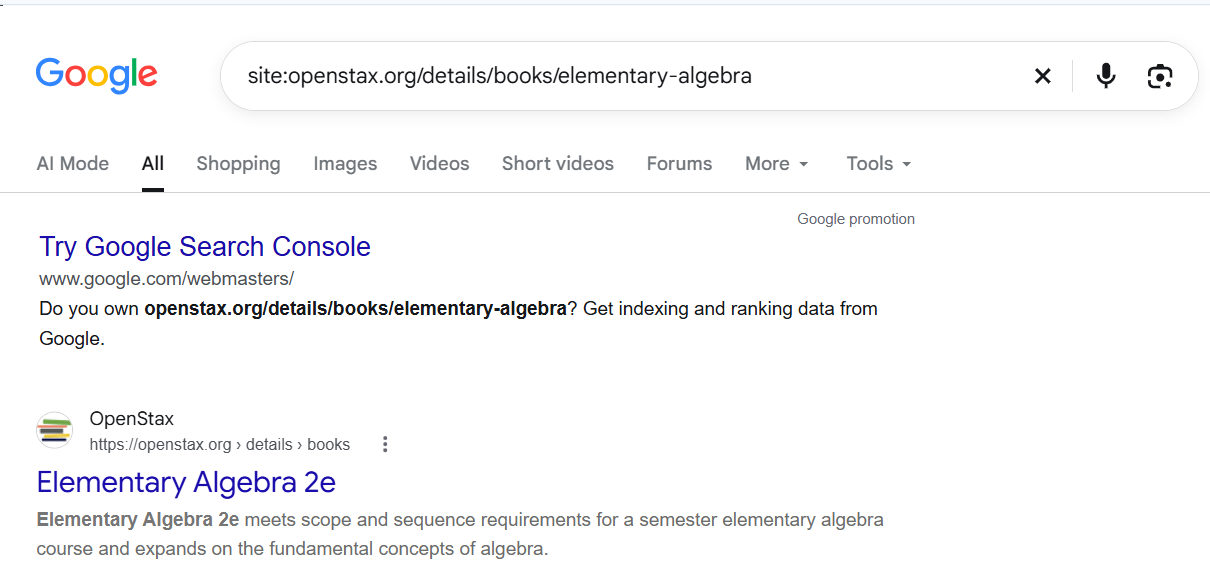 Google
site:openstax.org/details/books/elementary-algebra
AI Mode All Shopping Images Videos Short videos Forums More Tools
Google promotion
Try Google Search Console
www.google.com/webmasters/
Do you own openstax.org/details/books/elementary-algebra? Get indexing and ranking data from
Google.
OpenStax
https://openstax.org › details › books
Elementary Algebra 2e
Elementary Algebra 2e meets scope and sequence requirements for a semester elementary algebra
course and expands on the fundamental concepts of algebra.